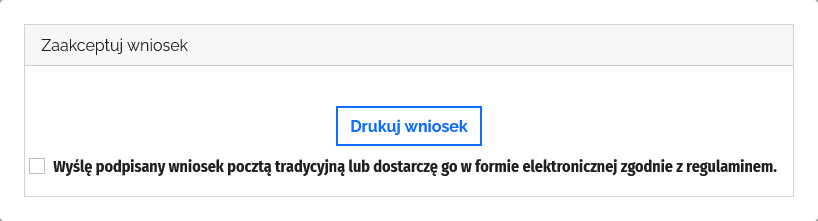 Zaakceptuj wniosek
Drukuj wniosek
Wyślę podpisany wniosek pocztą tradycyjną lub dostarczę go w formie elektronicznej zgodnie z regulaminem.